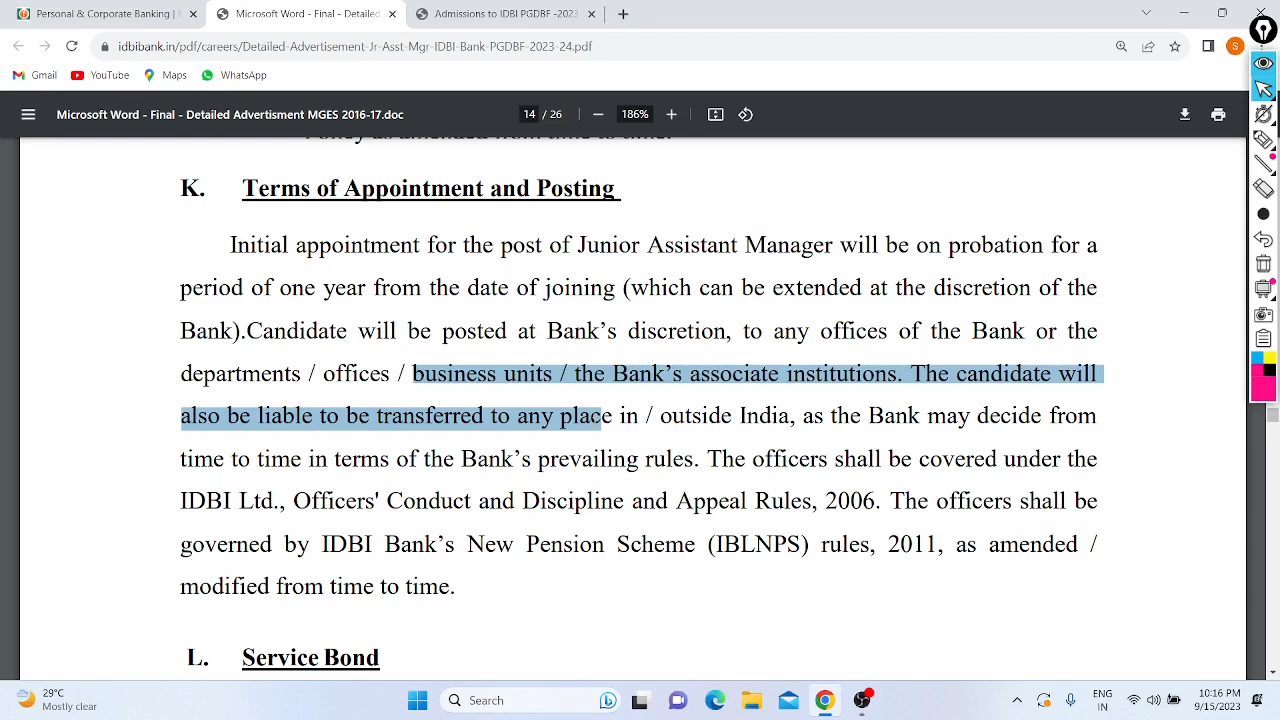 Personal & Corporate Banking |
Microsoft Word - Final - Detailed
Admissions to IDBI PGDBF -2023
idbibank.in/pdf/careers/Detailed-Advertisement-Jr-Asst-Mgr-IDBI-Bank-PGDBF-2023-24.pdf
S
Gmail
YouTube
Maps
WhatsApp
Microsoft Word - Final - Detailed Advertisment MGES 2016-17.doc
14 / 26
186%
K. Terms of Appointment and Posting
Initial appointment for the post of Junior Assistant Manager will be on probation for a
period of one year from the date of joining (which can be extended at the discretion of the
Bank).Candidate will be posted at Bank's discretion, to any offices of the Bank or the
departments / offices / business units / the Bank's associate institutions. The candidate will
also be liable to be transferred to any place in / outside India, as the Bank may decide from
time to time in terms of the Bank's prevailing rules. The officers shall be covered under the
IDBI Ltd., Officers' Conduct and Discipline and Appeal Rules, 2006. The officers shall be
governed by IDBI Bank's New Pension Scheme (IBLNPS) rules, 2011, as amended /
modified from time to time.
L. Service Bond
29°C
Mostly clear
Search
ENG
IN
10:16 PM
9/15/2023